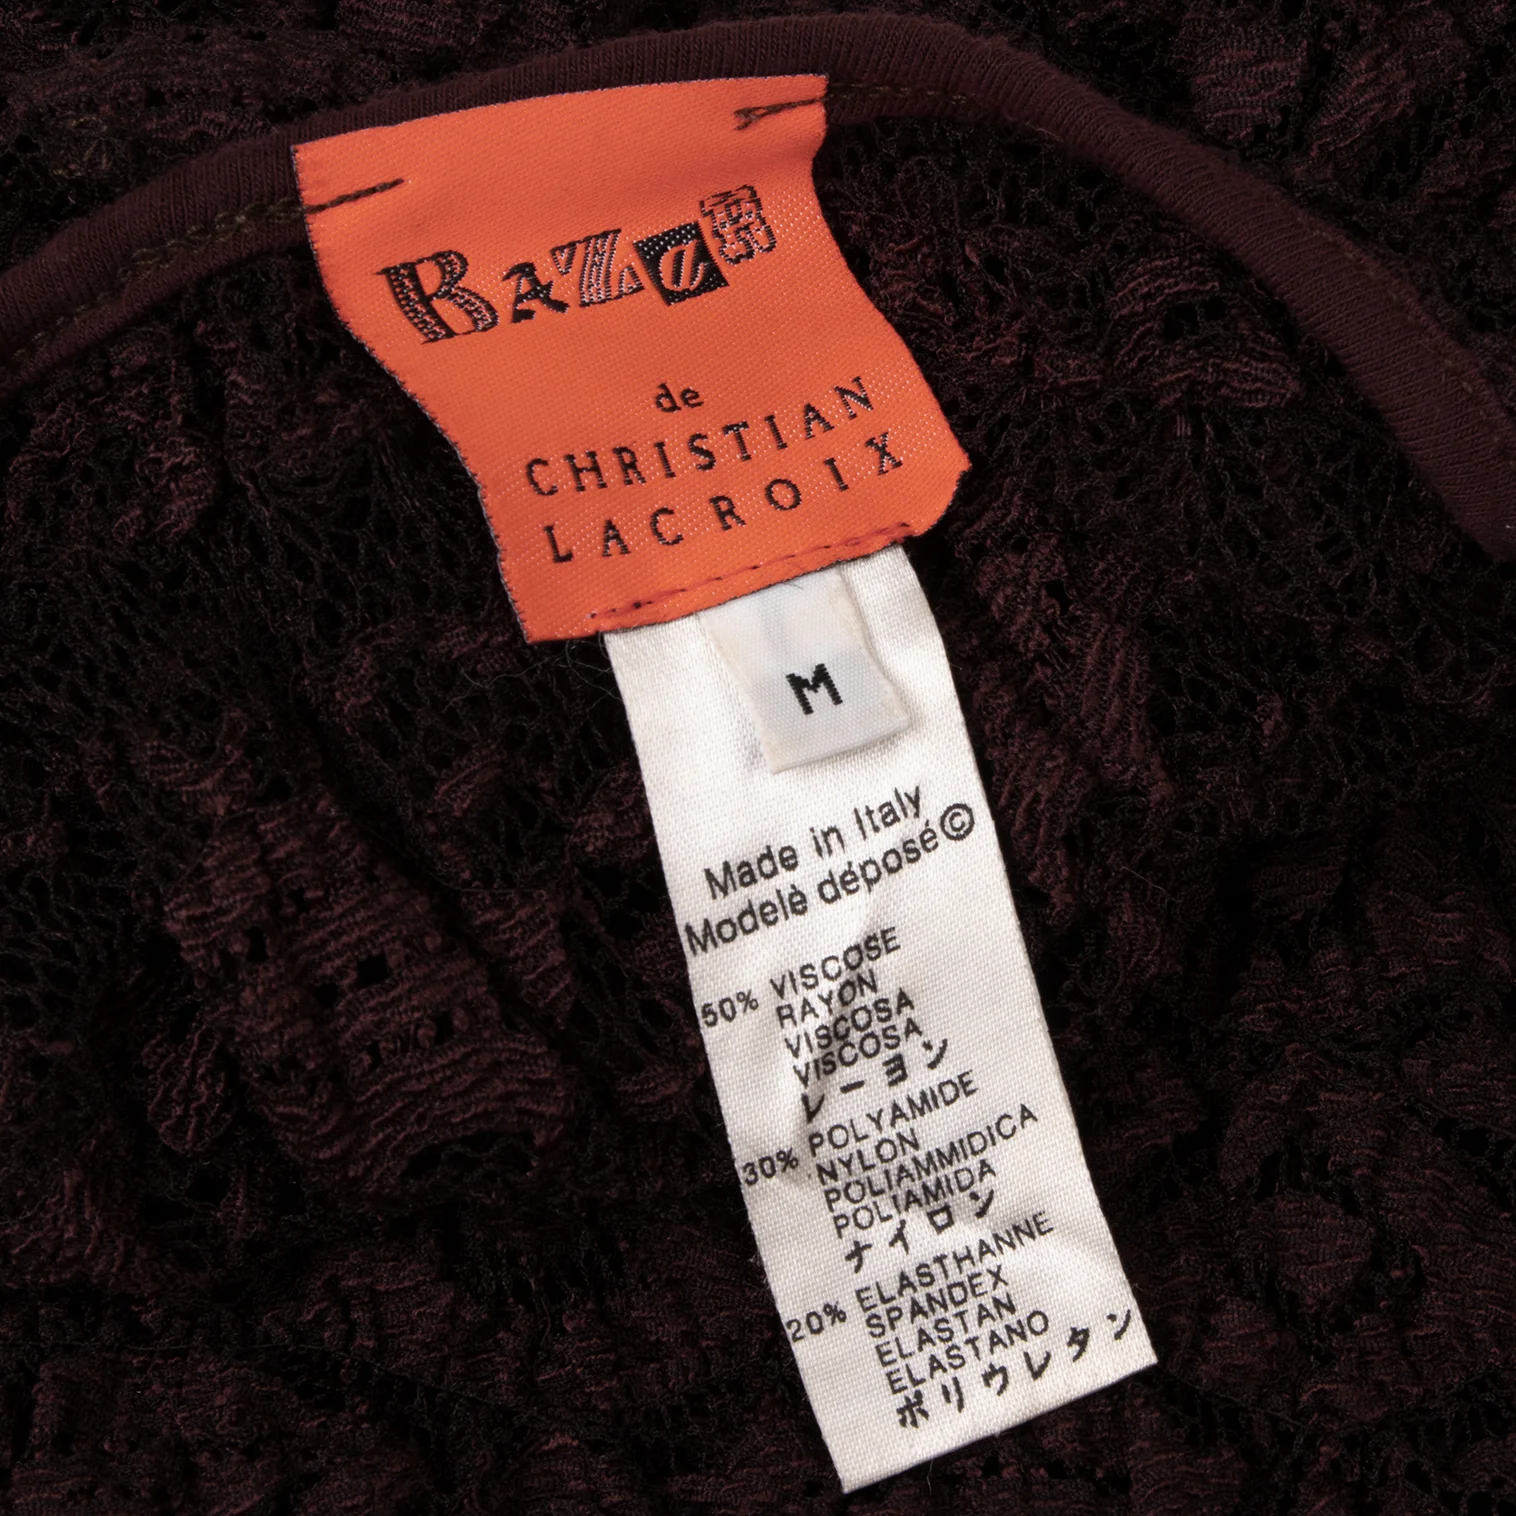 BAZAR
de
CHRISTIAN
LACROIX
M
Made in Italy
Modelè déposé©
50% VISCOSE
RAYON
VISCOSA
VISCOSA
レーヨン
30% POLYAMIDE
NYLON
POLIAMMIDICA
POLIAMIDA
ナイロン
20% ELASTHANNE
SPANDEX
ELASTAN
ELASTANO
ポリウレタン